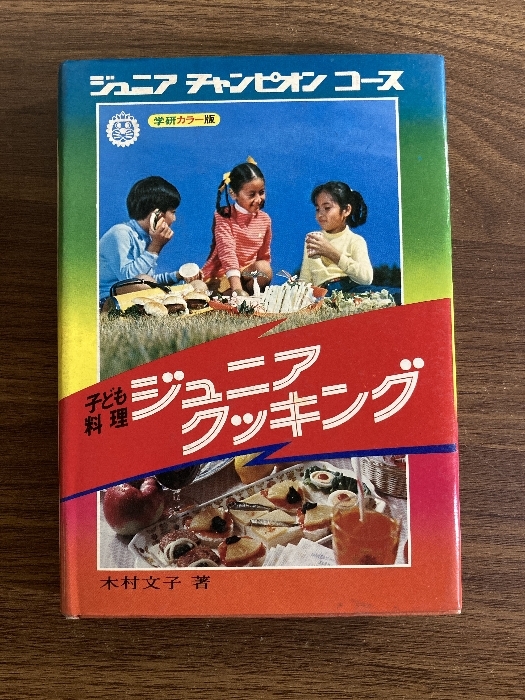 ジュニア チャンピオン コース
学研カラー版
子ども
料理
ジュニア
クッキング
木村文子 著